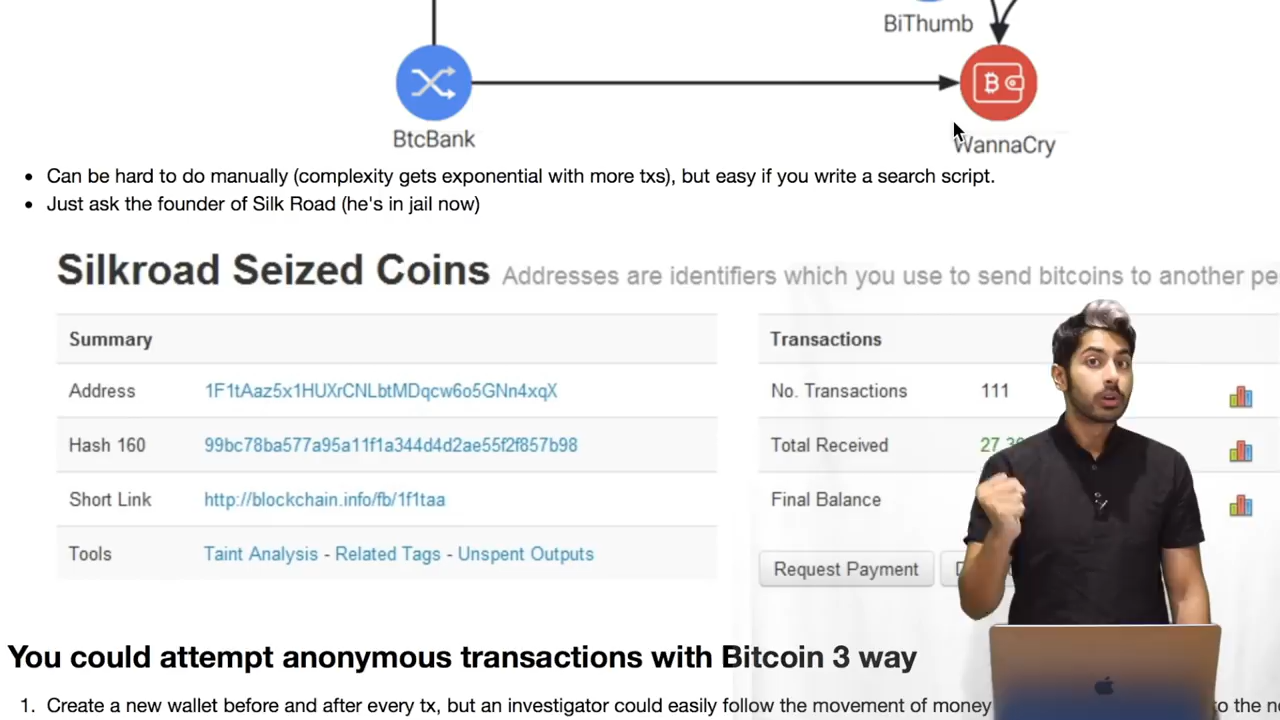 BiThumb
BtcBank
WannaCry
• Can be hard to do manually (complexity gets exponential with more txs), but easy if you write a search script.
• Just ask the founder of Silk Road (he's in jail now)
Silkroad Seized Coins Addresses are identifiers which you use to send bitcoins to another pe
Summary
Address 1F1tAaz5x1HUXrCNLbtMDqcw6o5GNn4xqX
Hash 160 99bc78ba577a95a11f1a344d4d2ae55f2f857b98
Short Link http://blockchain.info/fb/1f1taa
Tools Taint Analysis - Related Tags - Unspent Outputs
Transactions
No. Transactions 111
Total Received
Final Balance
Request Payment
You could attempt anonymous transactions with Bitcoin 3 way
1. Create a new wallet before and after every tx, but an investigator could easily follow the movement of money to the